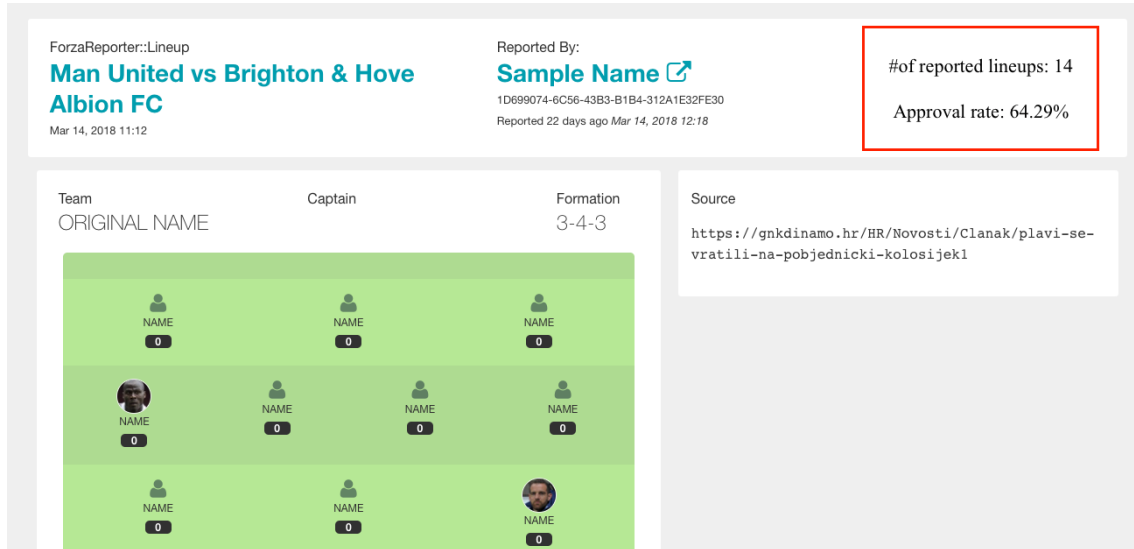 ForzaReporter::Lineup
Man United vs Brighton & Hove
Albion FC
Mar 14, 2018 11:12
Reported By:
Sample Name
1D699074-6C56-43B3-B1B4-312A1E32FE30
Reported 22 days ago Mar 14, 2018 12:18
#of reported lineups: 14
Approval rate: 64.29%
Team
ORIGINAL NAME
Captain
Formation
3-4-3
NAME NAME NAME
0 0 0
NAME NAME NAME NAME
0 0 0 0
NAME NAME NAME
0 0 0
Source
https://gnkdinamo.hr/HR/Novosti/Clanak/plavi-se-
vratili-na-pobjednicki-kolosijek1